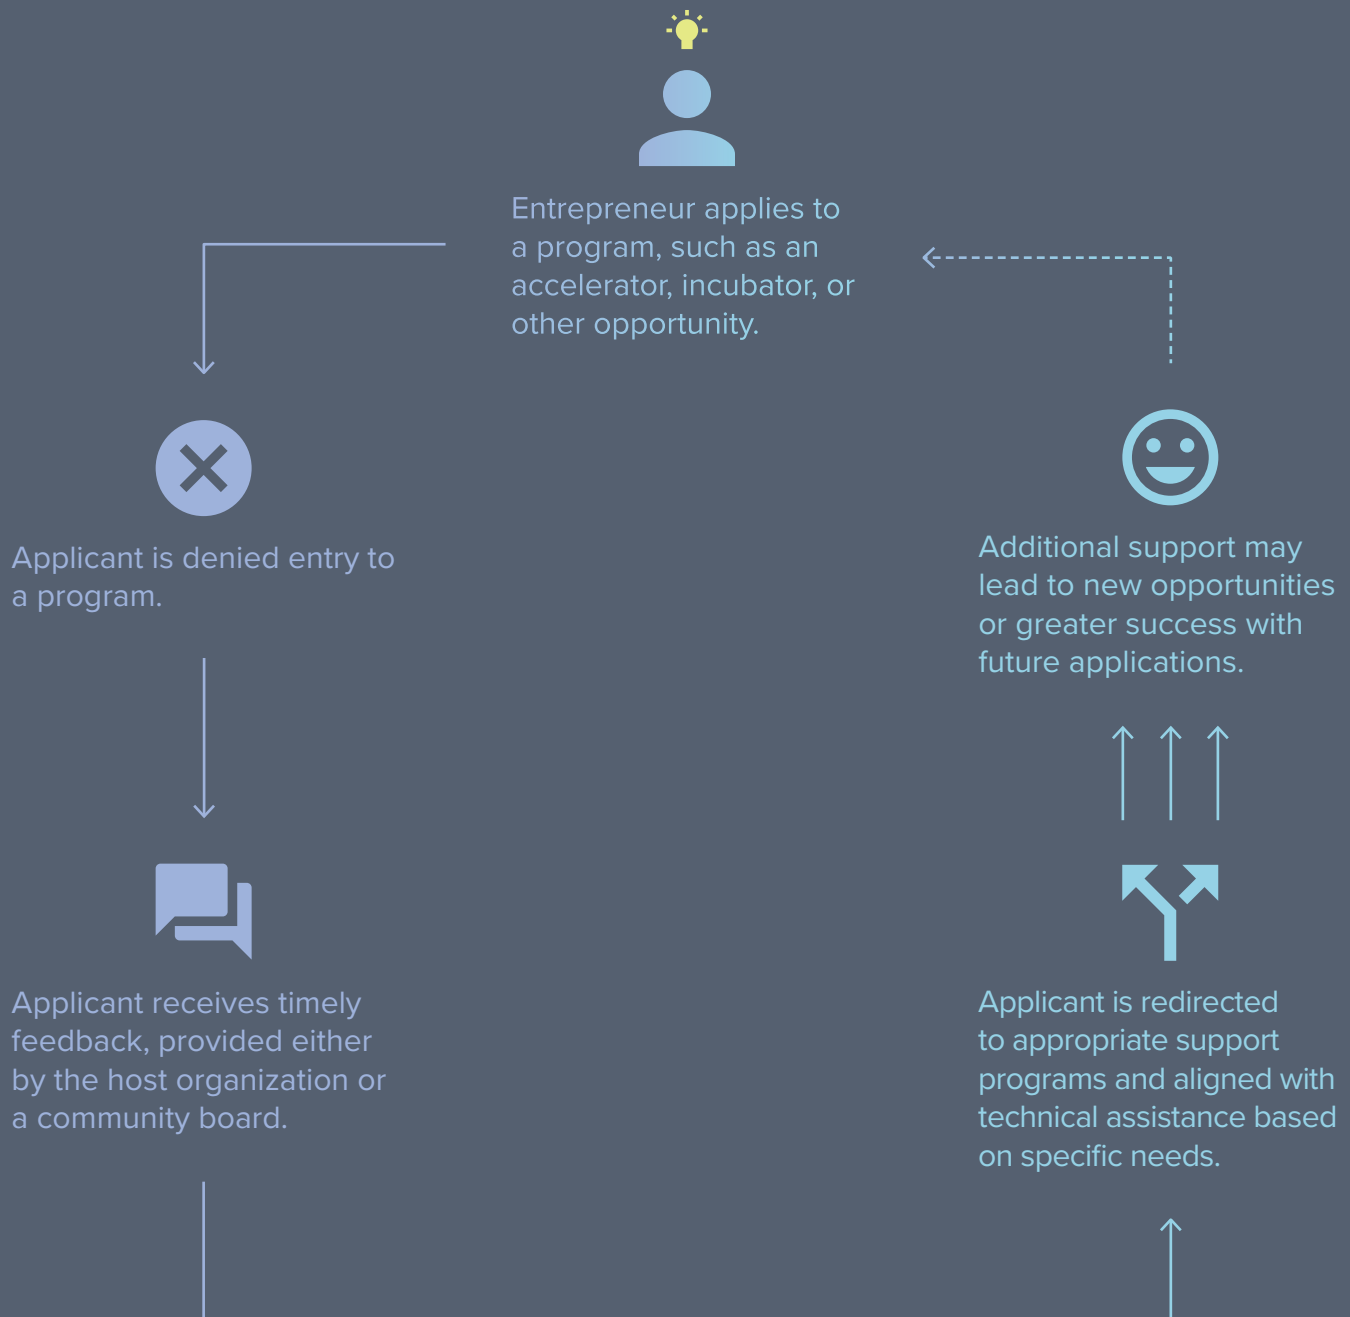 Entrepreneur applies to
a program, such as an
accelerator, incubator, or
other opportunity.
Applicant is denied entry to
a program.
Applicant receives timely
feedback, provided either
by the host organization or
a community board.
Applicant is redirected
to appropriate support
programs and aligned with
technical assistance based
on specific needs.
Additional support may
lead to new opportunities
or greater success with
future applications.